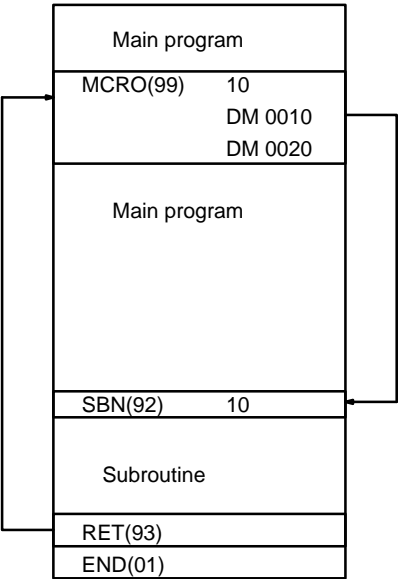 Main program
MCRO(99) 10
DM 0010
DM 0020
Main program
SBN(92) 10
Subroutine
RET(93)
END(01)